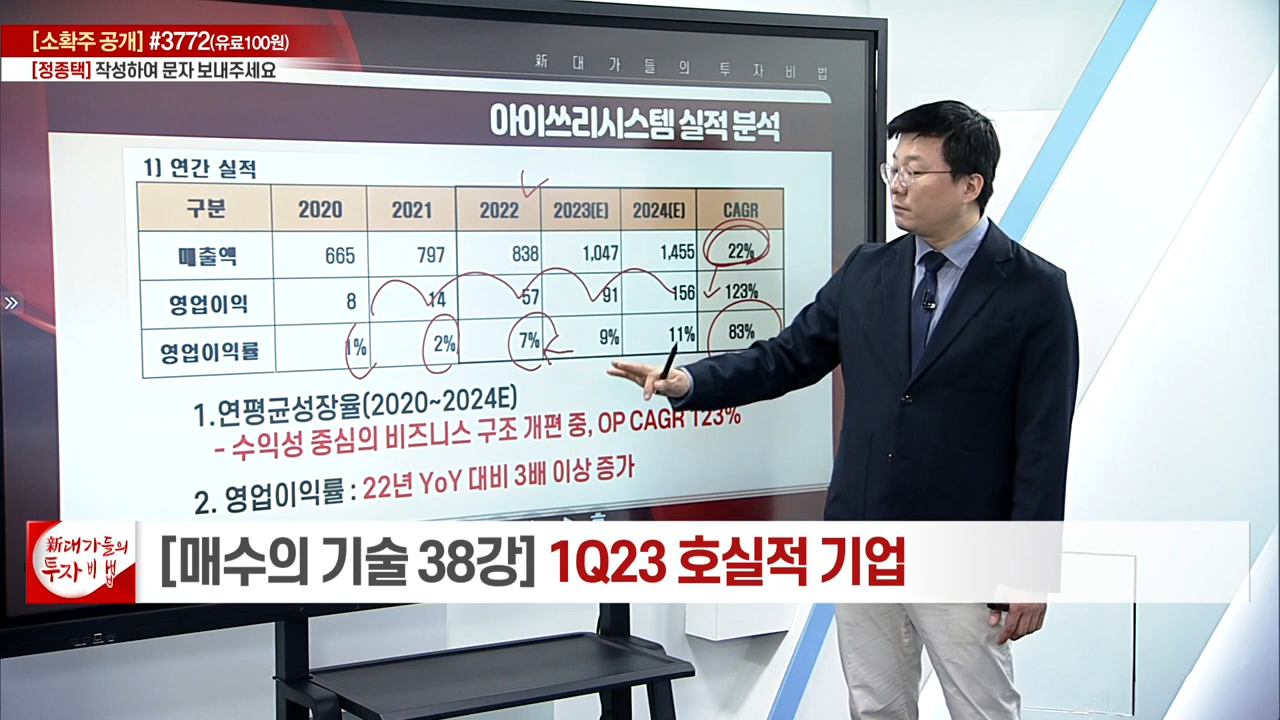 [소확주 공개] #3772(유료100원)
[정종택] 작성하여 문자 보내주세요
新 대 가 들 의 투 자 비 법
아이쓰리시스템 실적 분석
1) 연간 실적
구분 2020 2021 2022 2023(E) 2024(E) CAGR
매출액 665 797 838 1,047 1,455 22%
영업이익 8 14 57 91 156 123%
영업이익률 1% 2% 7% 9% 11% 83%
1.연평균성장율(2020~2024E)
- 수익성 중심의 비즈니스 구조 개편 중, OP CAGR 123%
2. 영업이익률 : 22년 YoY 대비 3배 이상 증가
新대가들의
투자비법
[매수의 기술 38강] 1Q23 호실적 기업